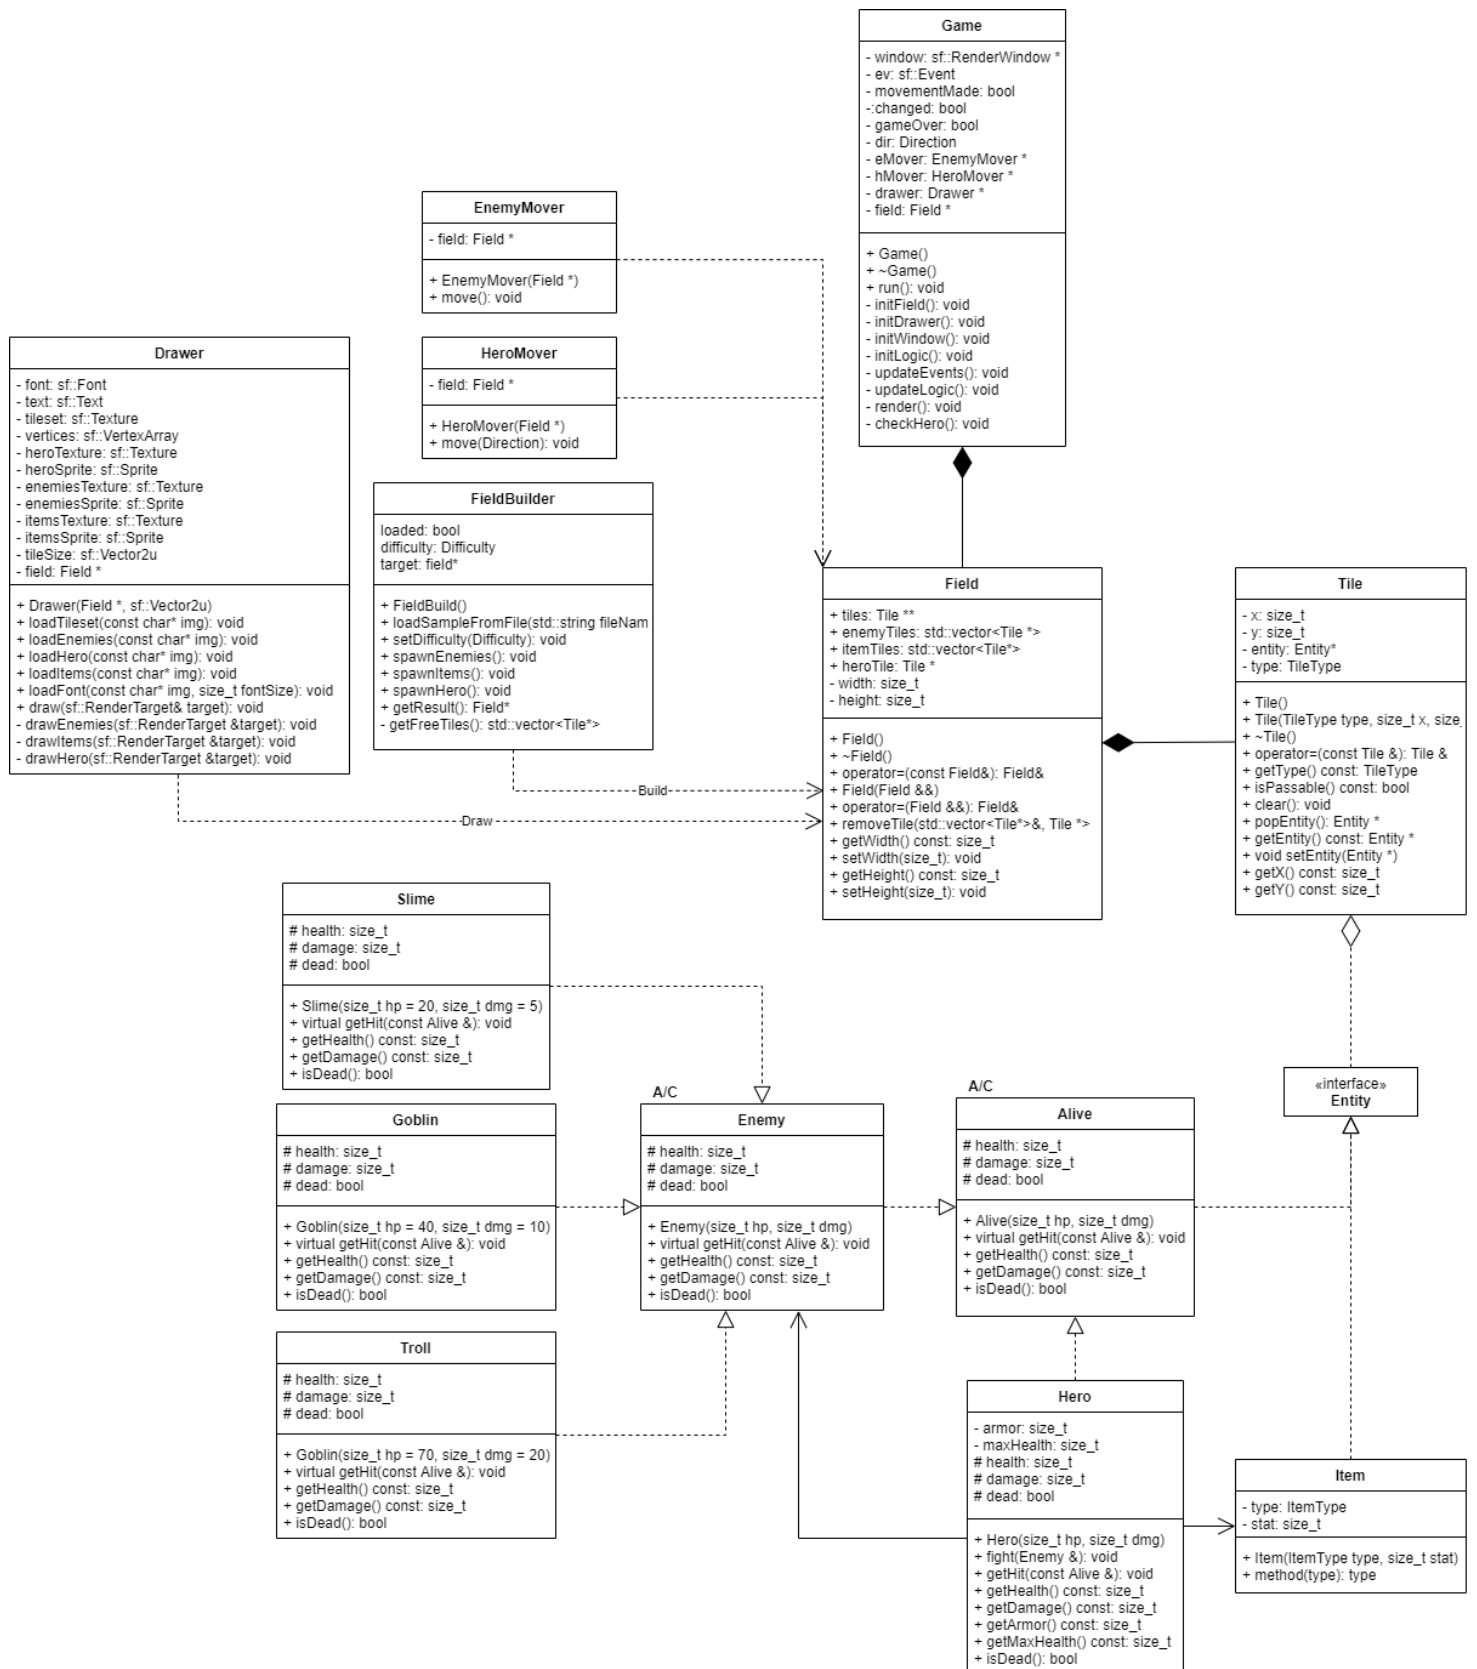 Game
- window: sf::RenderWindow *
- ev: sf::Event
- movementMade: bool
-:changed: bool
- gameOver: bool
- dir: Direction
- eMover: EnemyMover *
- hMover: HeroMover *
- drawer: Drawer *
- field: Field *
+ Game()
+ ~Game()
+ run(): void
- initField(): void
- initDrawer(): void
- initWindow(): void
- initLogic(): void
- updateEvents(): void
- updateLogic(): void
- render(): void
- checkHero(): void
EnemyMover
- field: Field *
+ EnemyMover(Field *)
+ move(): void
HeroMover
- field: Field *
+ HeroMover(Field *)
+ move(Direction): void
Drawer
- font: sf::Font
- text: sf::Text
- tileset: sf::Texture
- vertices: sf::VertexArray
- heroTexture: sf::Texture
- heroSprite: sf::Sprite
- enemiesTexture: sf::Texture
- enemiesSprite: sf::Sprite
- itemsTexture: sf::Texture
- itemsSprite: sf::Sprite
- tileSize: sf::Vector2u
- field: Field *
+ Drawer(Field *, sf::Vector2u)
+ loadTileset(const char* img): void
+ loadEnemies(const char* img): void
+ loadHero(const char* img): void
+ loadItems(const char* img): void
+ loadFont(const char* img, size_t fontSize): void
+ draw(sf::RenderTarget& target): void
- drawEnemies(sf::RenderTarget &target): void
- drawItems(sf::RenderTarget &target): void
- drawHero(sf::RenderTarget &target): void
FieldBuilder
loaded: bool
difficulty: Difficulty
target: field*
+ FieldBuild()
+ loadSampleFromFile(std::string fileNam
+ setDifficulty(Difficulty): void
+ spawnEnemies(): void
+ spawnItems(): void
+ spawnHero(): void
+ getResult(): Field*
- getFreeTiles(): std::vector<Tile*>
Build
Draw
Field
+ tiles: Tile **
+ enemyTiles: std::vector<Tile *>
+ itemTiles: std::vector<Tile*>
+ heroTile: Tile *
- width: size_t
- height: size_t
+ Field()
+ ~Field()
+ operator=(const Field&): Field&
+ Field(Field &&)
+ operator=(Field &&): Field&
+ removeTile(std::vector<Tile*>&, Tile *>
+ getWidth() const: size_t
+ setWidth(size_t): void
+ getHeight() const: size_t
+ setHeight(size_t): void
Tile
- x: size_t
- y: size_t
- entity: Entity*
- type: TileType
+ Tile()
+ Tile(TileType type, size_t x, size_
+ ~Tile()
+ operator=(const Tile &): Tile &
+ getType() const: TileType
+ isPassable() const: bool
+ clear(): void
+ popEntity(): Entity *
+ getEntity() const: Entity *
+ void setEntity(Entity *)
+ getX() const: size_t
+ getY() const: size_t
Slime
# health: size_t
# damage: size_t
# dead: bool
+ Slime(size_t hp = 20, size_t dmg = 5)
+ virtual getHit(const Alive &): void
+ getHealth() const: size_t
+ getDamage() const: size_t
+ isDead(): bool
Goblin
# health: size_t
# damage: size_t
# dead: bool
+ Goblin(size_t hp = 40, size_t dmg = 10)
+ virtual getHit(const Alive &): void
+ getHealth() const: size_t
+ getDamage() const: size_t
+ isDead(): bool
Troll
# health: size_t
# damage: size_t
# dead: bool
+ Goblin(size_t hp = 70, size_t dmg = 20)
+ virtual getHit(const Alive &): void
+ getHealth() const: size_t
+ getDamage() const: size_t
+ isDead(): bool
A/C
Enemy
# health: size_t
# damage: size_t
# dead: bool
+ Enemy(size_t hp, size_t dmg)
+ virtual getHit(const Alive &): void
+ getHealth() const: size_t
+ getDamage() const: size_t
+ isDead(): bool
A/C
Alive
# health: size_t
# damage: size_t
# dead: bool
+ Alive(size_t hp, size_t dmg)
+ virtual getHit(const Alive &): void
+ getHealth() const: size_t
+ getDamage() const: size_t
+ isDead(): bool
«interface»
Entity
Hero
- armor: size_t
- maxHealth: size_t
# health: size_t
# damage: size_t
# dead: bool
+ Hero(size_t hp, size_t dmg)
+ fight(Enemy &): void
+ getHit(const Alive &): void
+ getHealth() const: size_t
+ getDamage() const: size_t
+ getArmor() const: size_t
+ getMaxHealth() const: size_t
+ isDead(): bool
Item
- type: ItemType
- stat: size_t
+ Item(ItemType type, size_t stat)
+ method(type): type